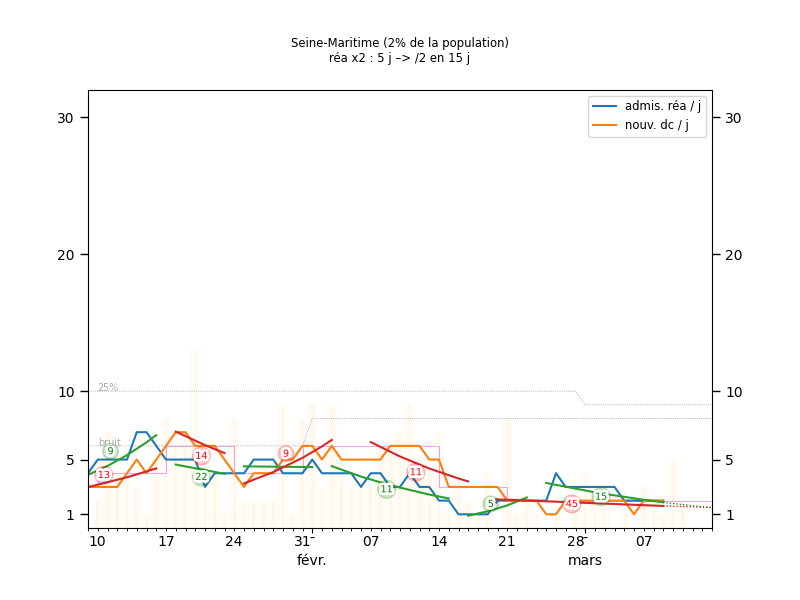 Seine-Maritime (2% de la population)
réa x2 : 5 j –> /2 en 15 j
admis. réa / j
nouv. dc / j
30 30
20 20
10 10
25%
bruit
5 5
1 1
9
13
14
22
9
11
11
5
45
15
10 17 24 31 07 14 21 28 07
févr. mars